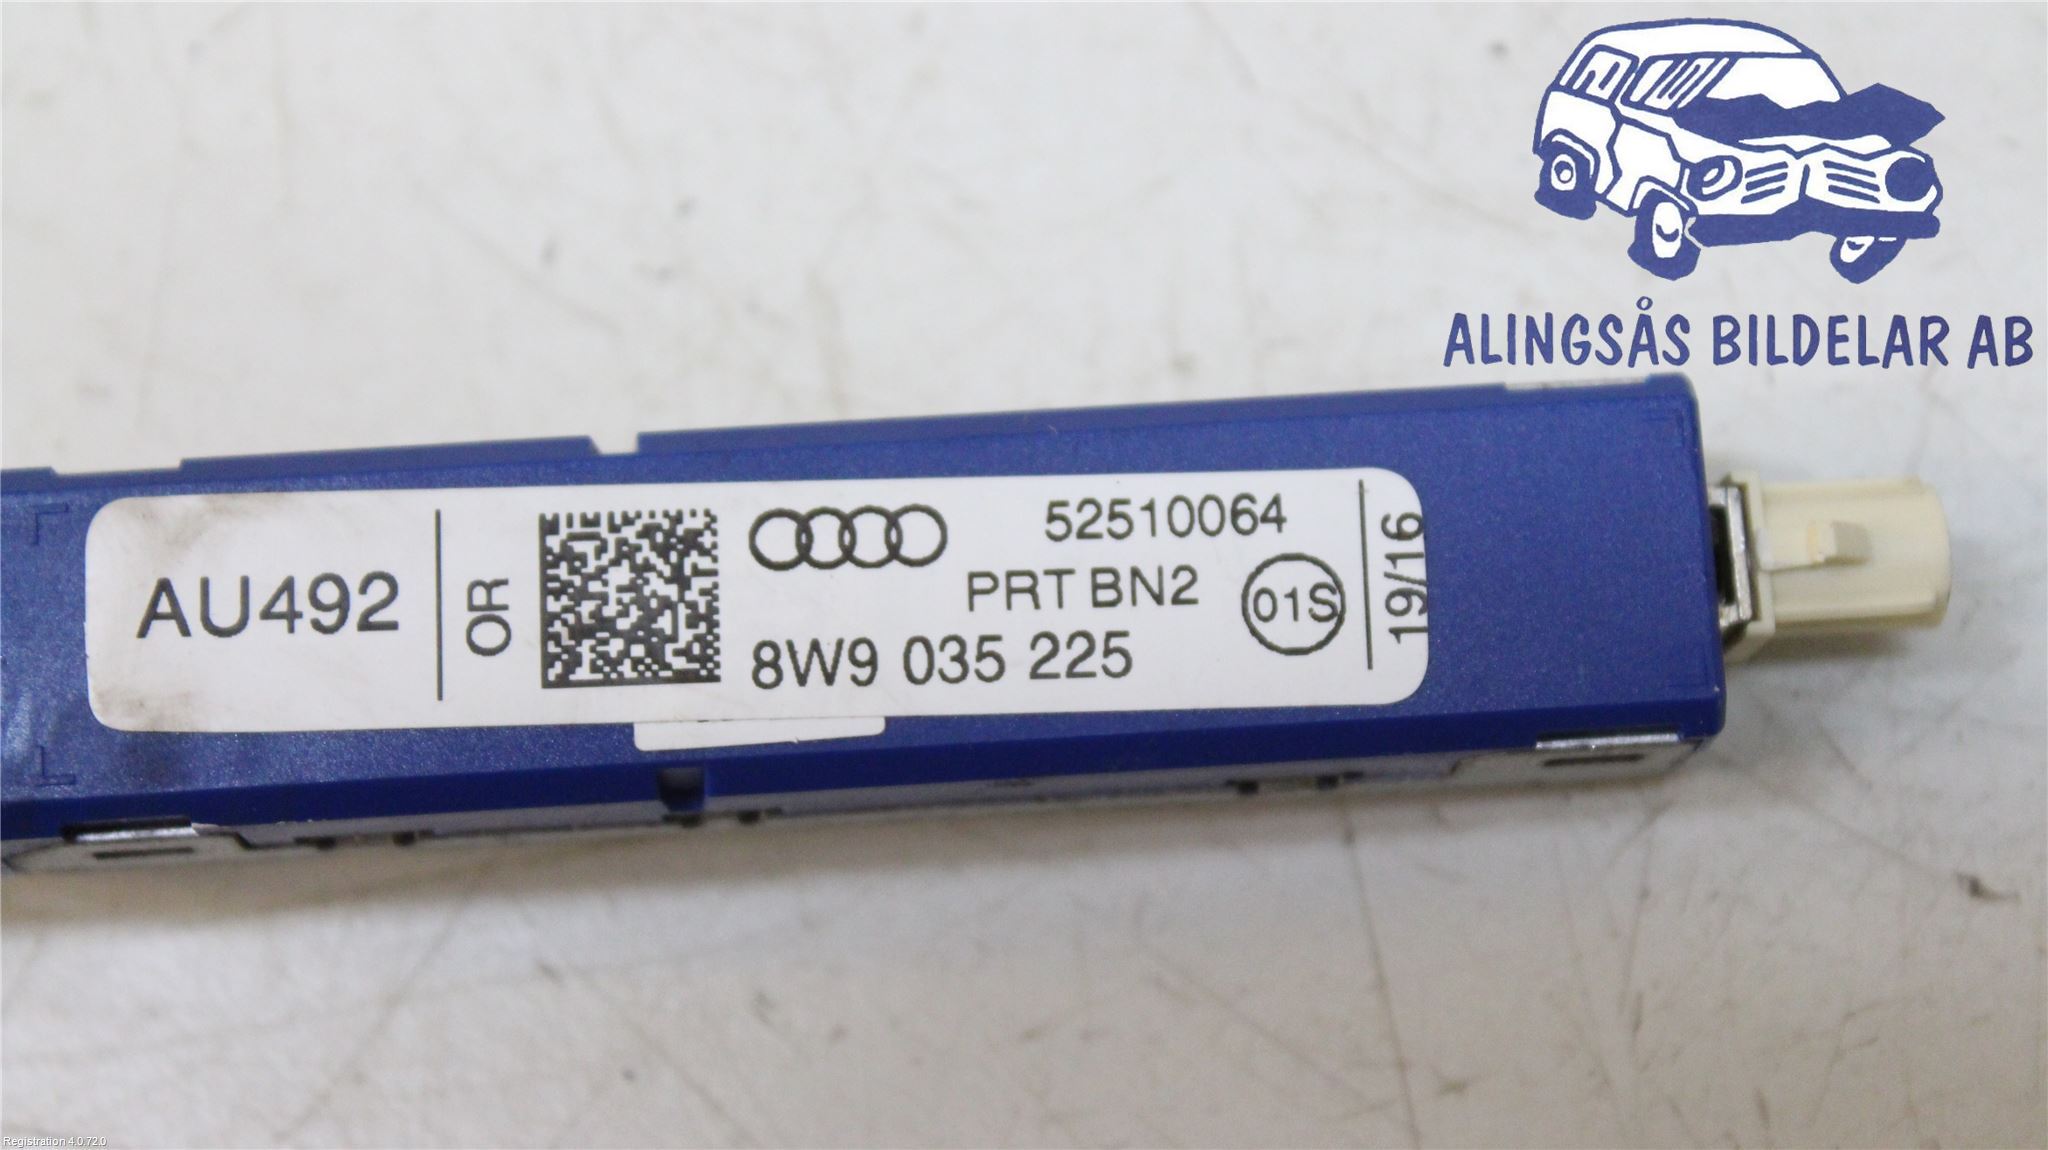 ALINGSÅS BILDELAR AB
AU492
OR
52510064
PRT BN2
01S
8W9 035 225
19/16
Registration 4.0.72.0